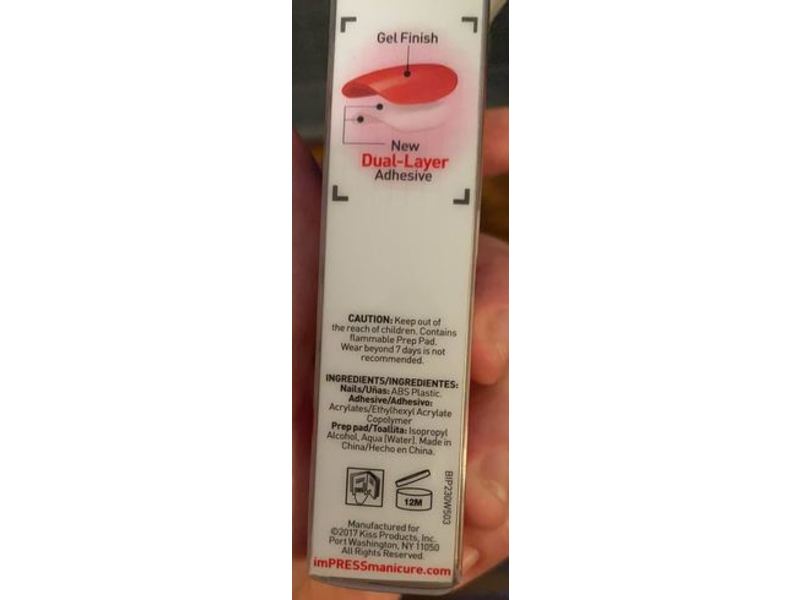 Gel Finish
New
Dual-Layer
Adhesive
CAUTION: Keep out of
the reach of children. Contains
flammable Prep Pad.
Wear beyond 7 days is not
recommended.
INGREDIENTS/INGREDIENTES:
Nails/Uñas: ABS Plastic.
Adhesive/Adhesivo:
Acrylates/Ethylhexyl Acrylate
Copolymer
Prep pad/Toallita: Isopropyl
Alcohol, Aqua (Water). Made in
China/Hecho en China.
12M
BIP230W503
Manufactured for
©2017 Kiss Products, Inc.
Port Washington, NY 11050
All Rights Reserved.
imPRESSmanicure.com